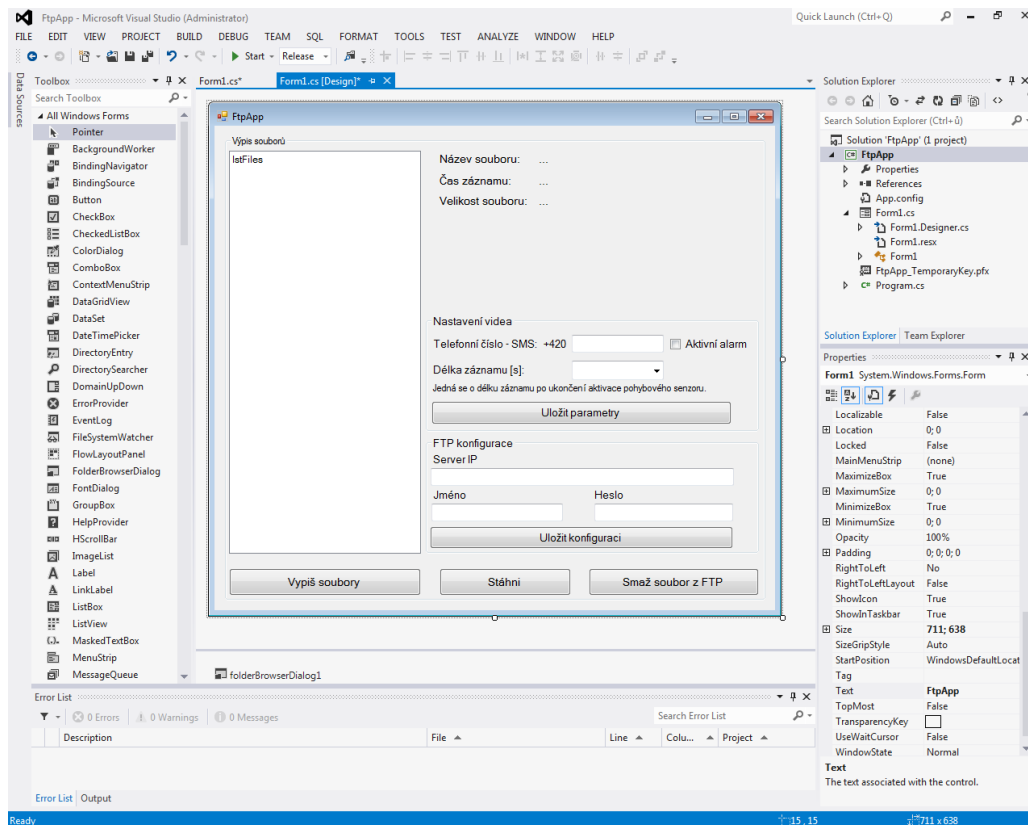 FtpApp - Microsoft Visual Studio (Administrator)
Quick Launch (Ctrl+Q)
FILE EDIT VIEW PROJECT BUILD DEBUG TEAM SQL FORMAT TOOLS TEST ANALYZE WINDOW HELP
Start Release
Data Sources
Toolbox
Search Toolbox
All Windows Forms
Pointer
BackgroundWorker
BindingNavigator
BindingSource
Button
CheckBox
CheckedListBox
ColorDialog
ComboBox
ContextMenuStrip
DataGridView
DataSet
DateTimePicker
DirectoryEntry
DirectorySearcher
DomainUpDown
ErrorProvider
EventLog
FileSystemWatcher
FlowLayoutPanel
FolderBrowserDialog
FontDialog
GroupBox
HelpProvider
HScrollBar
ImageList
Label
LinkLabel
ListBox
ListView
MaskedTextBox
MenuStrip
MessageQueue
Form1.cs* Form1.cs [Design]*
FtpApp
Výpis souborů
lstFiles
Název souboru: ...
Čas záznamu: ...
Velikost souboru: ...
Nastavení videa
Telefonní číslo - SMS: +420 Aktivní alarm
Délka záznamu [s]:
Jedná se o délku záznamu po ukončení aktivace pohybového senzoru.
Uložit parametry
FTP konfigurace
Server IP
Jméno Heslo
Uložit konfiguraci
Vypiš soubory Stáhni Smaž soubor z FTP
folderBrowserDialog1
Solution Explorer
Search Solution Explorer (Ctrl+ů)
Solution 'FtpApp' (1 project)
FtpApp
Properties
References
App.config
Form1.cs
Form1.Designer.cs
Form1.resx
Form1
FtpApp_TemporaryKey.pfx
Program.cs
Solution Explorer Team Explorer
Properties
Form1 System.Windows.Forms.Form
Localizable False
Location 0; 0
Locked False
MainMenuStrip (none)
MaximizeBox True
MaximumSize 0; 0
MinimizeBox True
MinimumSize 0; 0
Opacity 100%
Padding 0; 0; 0; 0
RightToLeft No
RightToLeftLayout False
ShowIcon True
ShowInTaskbar True
Size 711; 638
SizeGripStyle Auto
StartPosition WindowsDefaultLocat
Tag
Text FtpApp
TopMost False
TransparencyKey
UseWaitCursor False
WindowState Normal
Text
The text associated with the control.
Error List
0 Errors 0 Warnings 0 Messages Search Error List
Description File Line Colu... Project
Error List Output
Ready 15 , 15 711 x 638